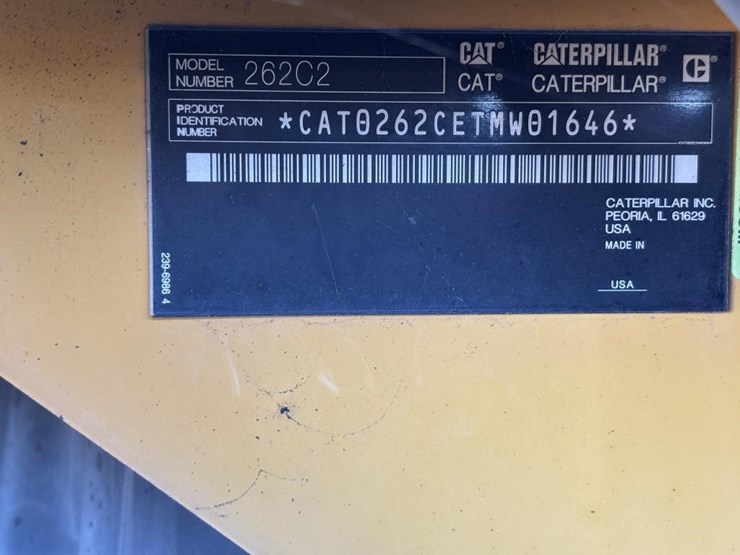 MODEL NUMBER 262C2
CAT® CATERPILLAR®
CAT® CATERPILLAR®
PRODUCT IDENTIFICATION NUMBER *CAT0262CETMW01646*
CATERPILLAR INC.
PEORIA, IL 61629
USA
MADE IN
USA
239-6986 4